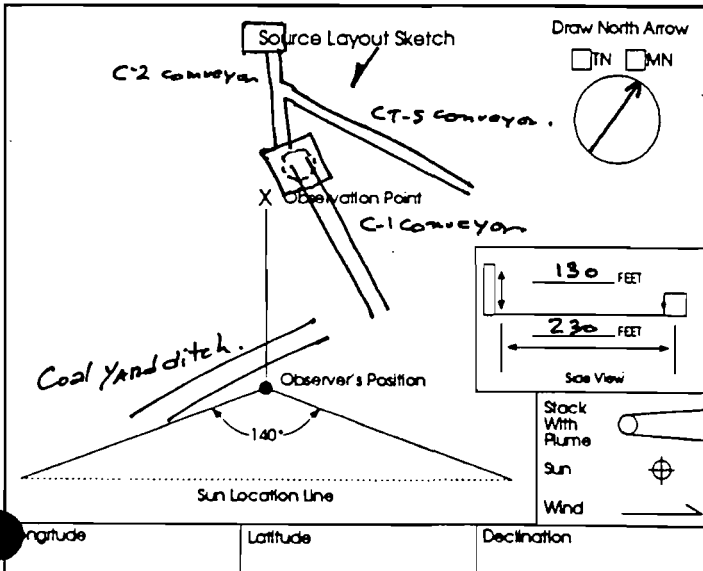 Source Layout Sketch
Draw North Arrow
TN MN
C-2 conveyor
CT-5 conveyor.
X Observation Point
C-1 conveyor
130 FEET
230 FEET
Side View
Coal yard ditch.
Observer's Position
140°
Sun Location Line
Stack
With
Plume
Sun
Wind
ongitude Latitude Declination